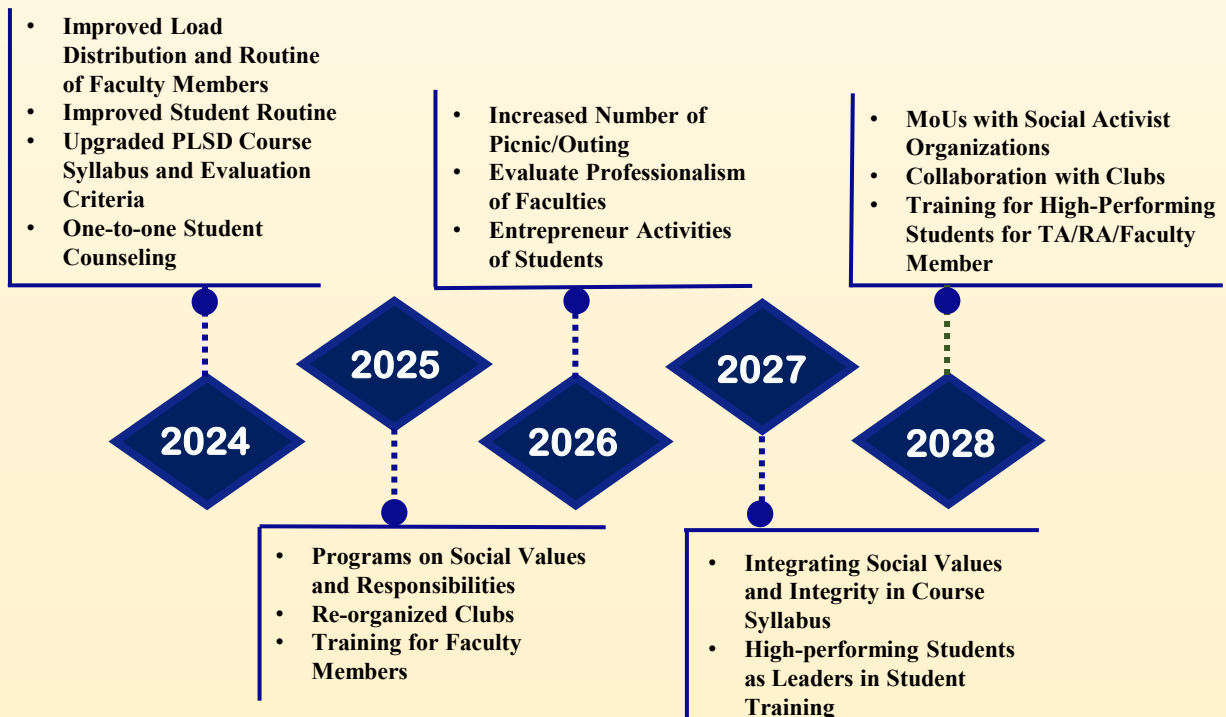 • Improved Load
Distribution and Routine
of Faculty Members
• Improved Student Routine
• Upgraded PLSD Course
Syllabus and Evaluation
Criteria
• One-to-one Student
Counseling
• Increased Number of
Picnic/Outing
• Evaluate Professionalism
of Faculties
• Entrepreneur Activities
of Students
• MoUs with Social Activist
Organizations
• Collaboration with Clubs
• Training for High-Performing
Students for TA/RA/Faculty
Member
2024
2025
2026
2027
2028
• Programs on Social Values
and Responsibilities
• Re-organized Clubs
• Training for Faculty
Members
• Integrating Social Values
and Integrity in Course
Syllabus
• High-performing Students
as Leaders in Student
Training